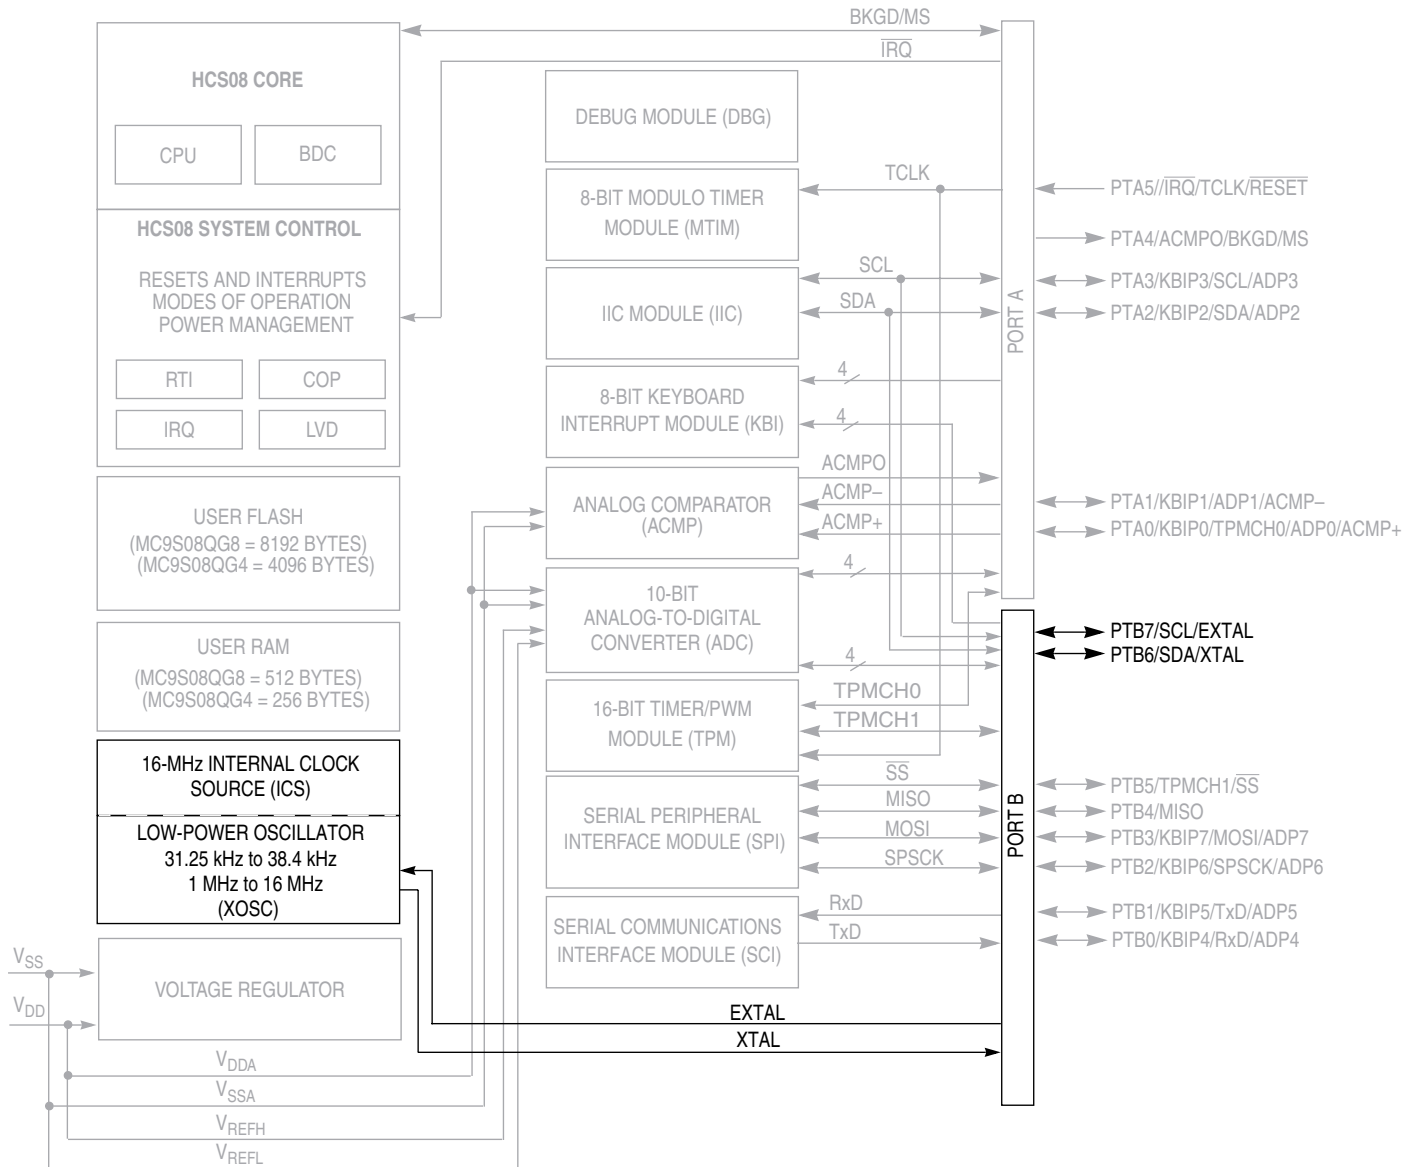 BKGD/MS
IRQ
HCS08 CORE
CPU
BDC
HCS08 SYSTEM CONTROL
RESETS AND INTERRUPTS
MODES OF OPERATION
POWER MANAGEMENT
RTI
COP
IRQ
LVD
USER FLASH
(MC9S08QG8 = 8192 BYTES)
(MC9S08QG4 = 4096 BYTES)
USER RAM
(MC9S08QG8 = 512 BYTES)
(MC9S08QG4 = 256 BYTES)
16-MHz INTERNAL CLOCK
SOURCE (ICS)
LOW-POWER OSCILLATOR
31.25 kHz to 38.4 kHz
1 MHz to 16 MHz
(XOSC)
VSS
VDD
VOLTAGE REGULATOR
VDDA
VSSA
VREFH
VREFL
DEBUG MODULE (DBG)
8-BIT MODULO TIMER
MODULE (MTIM)
TCLK
IIC MODULE (IIC)
SCL
SDA
8-BIT KEYBOARD
INTERRUPT MODULE (KBI)
4
4
ANALOG COMPARATOR
(ACMP)
ACMPO
ACMP–
ACMP+
10-BIT
ANALOG-TO-DIGITAL
CONVERTER (ADC)
4
4
16-BIT TIMER/PWM
MODULE (TPM)
TPMCH0
TPMCH1
SERIAL PERIPHERAL
INTERFACE MODULE (SPI)
SS
MISO
MOSI
SPSCK
SERIAL COMMUNICATIONS
INTERFACE MODULE (SCI)
RxD
TxD
EXTAL
XTAL
PORT A
PORT B
PTA5//IRQ/TCLK/RESET
PTA4/ACMPO/BKGD/MS
PTA3/KBIP3/SCL/ADP3
PTA2/KBIP2/SDA/ADP2
PTA1/KBIP1/ADP1/ACMP–
PTA0/KBIP0/TPMCH0/ADP0/ACMP+
PTB7/SCL/EXTAL
PTB6/SDA/XTAL
PTB5/TPMCH1/SS
PTB4/MISO
PTB3/KBIP7/MOSI/ADP7
PTB2/KBIP6/SPSCK/ADP6
PTB1/KBIP5/TxD/ADP5
PTB0/KBIP4/RxD/ADP4